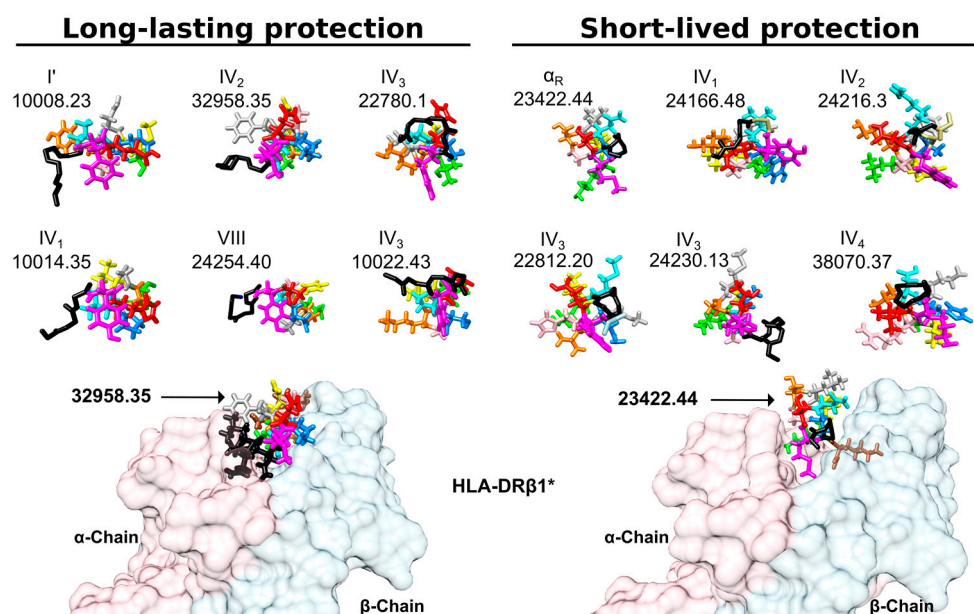 Long-lasting protection
Short-lived protection
I'
10008.23
IV2
32958.35
IV3
22780.1
αR
23422.44
IV1
24166.48
IV2
24216.3
IV1
10014.35
VIII
24254.40
IV3
10022.43
IV3
22812.20
IV3
24230.13
IV4
38070.37
32958.35
23422.44
HLA-DRβ1*
α-Chain
β-Chain
α-Chain
β-Chain